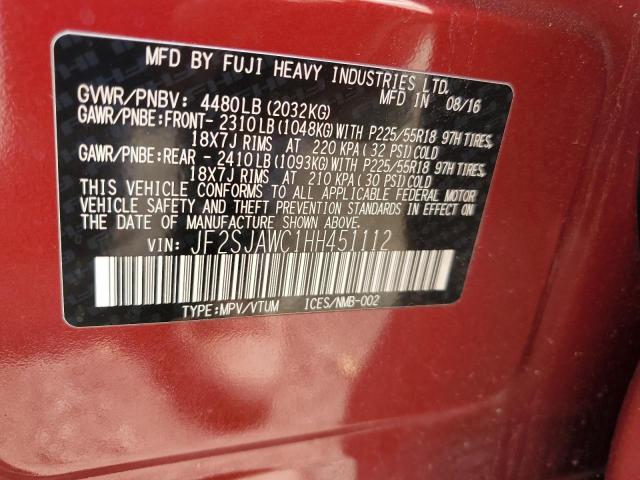 MFD BY FUJI HEAVY INDUSTRIES LTD.
MFD IN 08/16
GVWR/PNBV: 4480LB (2032KG)
GAWR/PNBE:FRONT- 2310LB (1048KG) WITH P225/55R18 97H TIRES,
18X7J RIMS AT 220 KPA (32 PSI) COLD
GAWR/PNBE:REAR - 2410LB (1093KG) WITH P225/55R18 97H TIRES,
18X7J RIMS AT 210 KPA (30 PSI) COLD
THIS VEHICLE CONFORMS TO ALL APPLICABLE FEDERAL MOTOR
VEHICLE SAFETY AND THEFT PREVENTION STANDARDS IN EFFECT ON
THE DATE OF MANUFACTURE SHOWN ABOVE.
VIN: JF2SJAWC1HH451112
TYPE:MPV/VTUM ICES/NMB-002